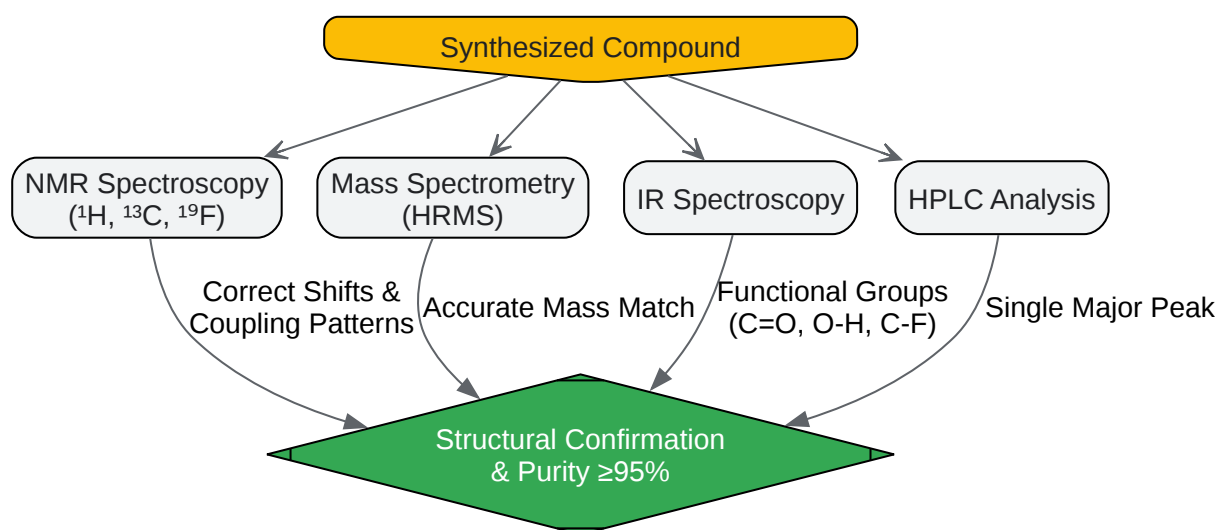 Synthesized Compound
NMR Spectroscopy
(¹H, ¹³C, ¹⁹F)
Mass Spectrometry
(HRMS)
IR Spectroscopy
HPLC Analysis
Correct Shifts &
Coupling Patterns
Accurate Mass Match
Functional Groups
(C=O, O-H, C-F)
Single Major Peak
Structural Confirmation
& Purity ≥95%